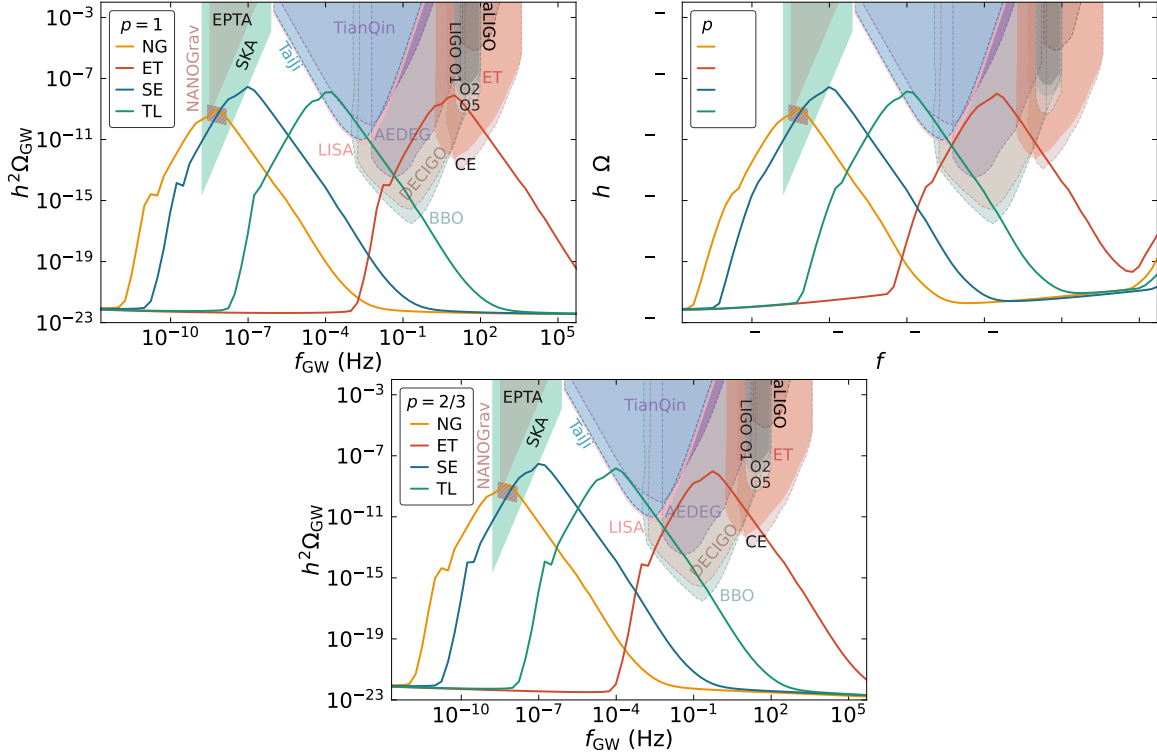 10⁻³
10⁻⁷
10⁻¹¹
10⁻¹⁵
10⁻¹⁹
10⁻²³
h²Ω_GW
p = 1
NG
ET
SE
TL
EPTA
SKA
NANOGrav
Taiji
TianQin
LISA
AEDEG
DECIGO
BBO
LIGO O1
aLIGO
ET
O2
O5
CE
10⁻¹⁰
10⁻⁷
10⁻⁴
10⁻¹
10²
10⁵
f_GW (Hz)
p
h Ω
−
−
−
−
−
−
−
−
−
−
f
10⁻³
10⁻⁷
10⁻¹¹
10⁻¹⁵
10⁻¹⁹
10⁻²³
h²Ω_GW
p = 2/3
NG
ET
SE
TL
EPTA
SKA
NANOGrav
Taiji
TianQin
LISA
AEDEG
DECIGO
BBO
LIGO O1
aLIGO
ET
O2
O5
CE
10⁻¹⁰
10⁻⁷
10⁻⁴
10⁻¹
10²
10⁵
f_GW (Hz)